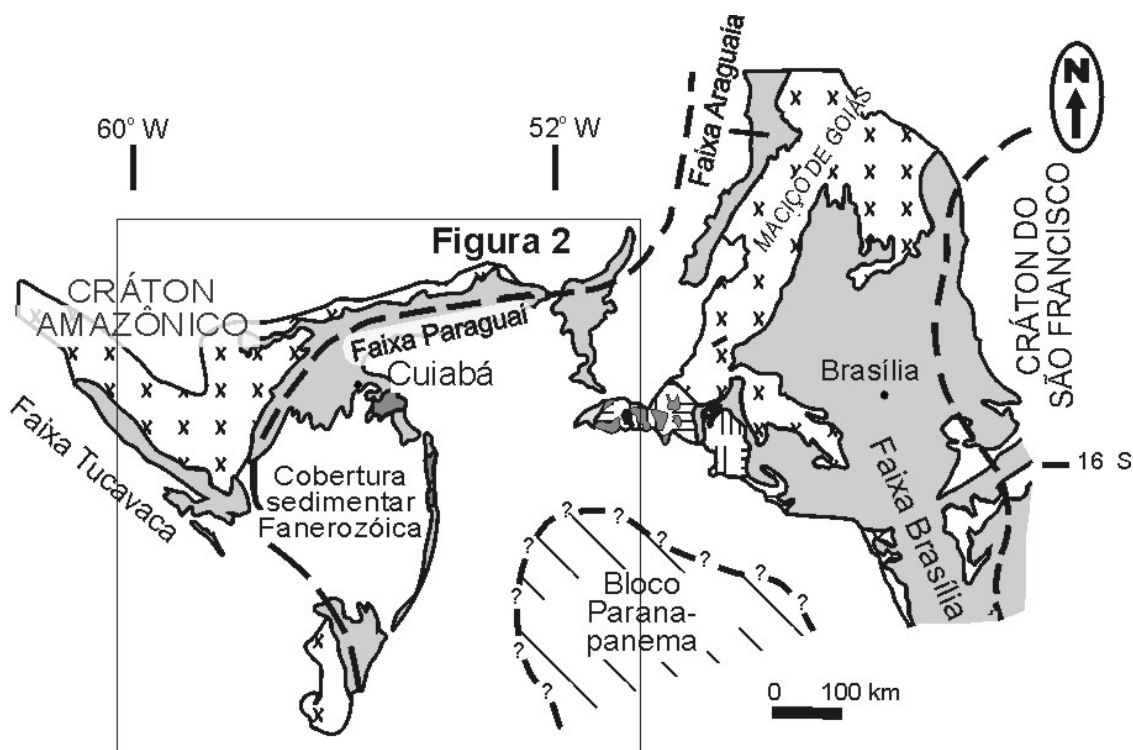 N
60° W
52° W
Faixa Araguaia
MACIÇO DE GOIÁS
Figura 2
CRÁTON
AMAZÔNICO
Faixa Paraguai
Cuiabá
CRÁTON DO
SÃO FRANCISCO
Brasília
Faixa Tucavaca
Cobertura
sedimentar
Fanerozóica
16 S
Faixa Brasília
? ? ? ? ? ? ? ? ? ? ?
Bloco
Parana-
panema
0 100 km